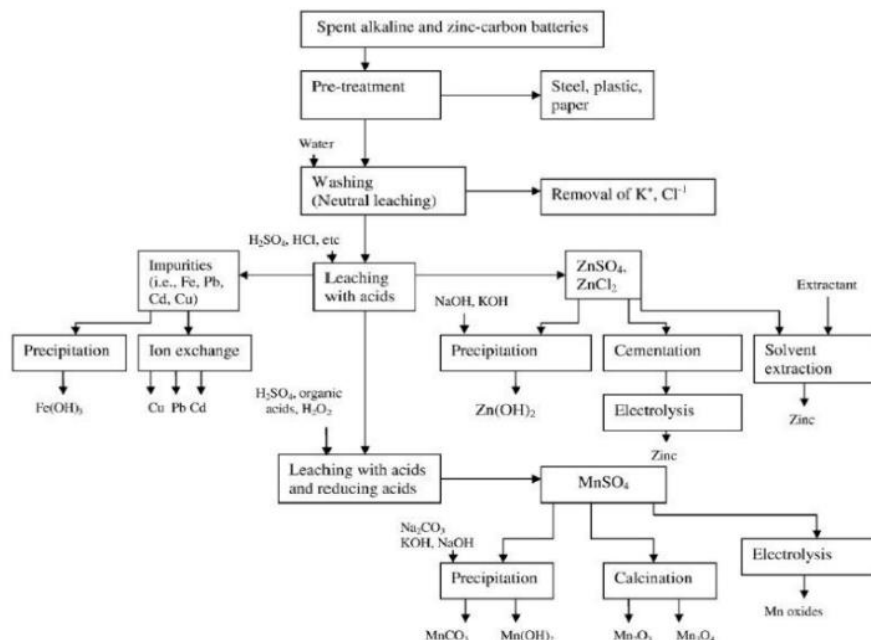 Spent alkaline and zinc-carbon batteries
Pre-treatment
Steel, plastic,
paper
Water
Washing
(Neutral leaching)
Removal of K⁺, Cl⁻¹
H₂SO₄, HCl, etc
Impurities
(i.e., Fe, Pb,
Cd, Cu)
Leaching
with acids
ZnSO₄,
ZnCl₂
NaOH, KOH
Extractant
Precipitation
Ion exchange
Precipitation
Cementation
Solvent
extraction
Fe(OH)₃
Cu Pb Cd
H₂SO₄, organic
acids, H₂O₂
Zn(OH)₂
Electrolysis
Zinc
Zinc
Leaching with acids
and reducing acids
MnSO₄
Na₂CO₃
KOH, NaOH
Electrolysis
Precipitation
Calcination
Mn oxides
MnCO₃
Mn(OH)₂
Mn₂O₃
Mn₃O₄